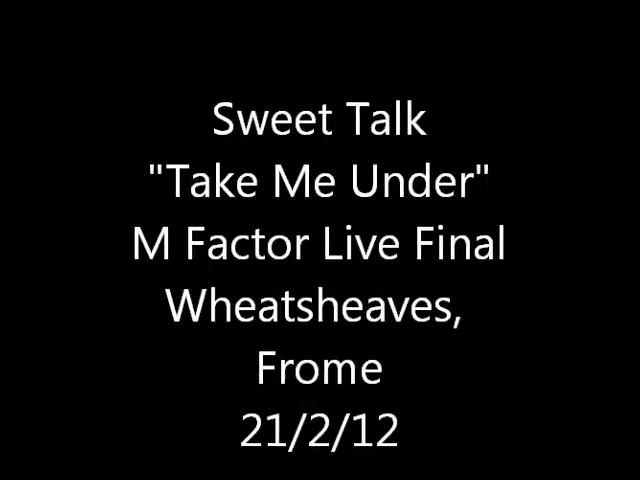 Sweet Talk
"Take Me Under"
M Factor Live Final
Wheatsheaves,
Frome
21/2/12